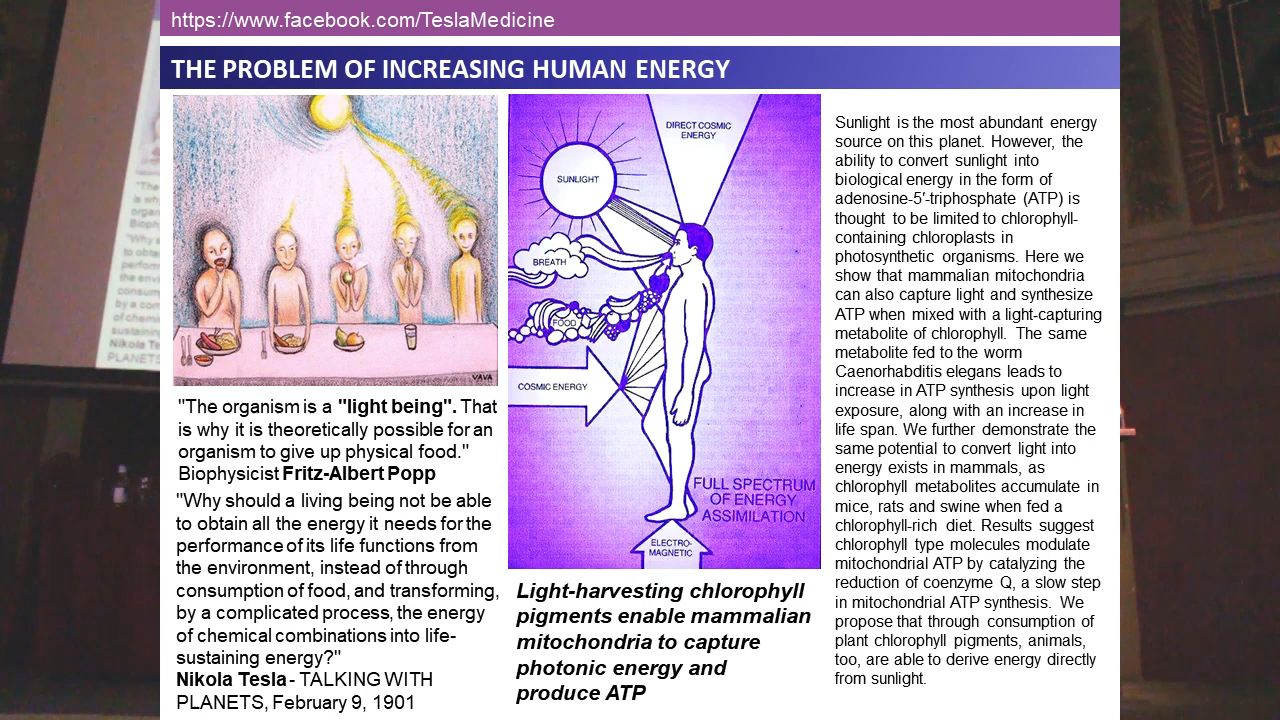 https://www.facebook.com/TeslaMedicine
THE PROBLEM OF INCREASING HUMAN ENERGY
VAVA
"The organism is a "light being". That
is why it is theoretically possible for an
organism to give up physical food."
Biophysicist Fritz-Albert Popp
"Why should a living being not be able
to obtain all the energy it needs for the
performance of its life functions from
the environment, instead of through
consumption of food, and transforming,
by a complicated process, the energy
of chemical combinations into life-
sustaining energy?"
Nikola Tesla - TALKING WITH
PLANETS, February 9, 1901
DIRECT COSMIC
ENERGY
SUNLIGHT
BREATH
FOOD
COSMIC ENERGY
FULL SPECTRUM
OF ENERGY
ASSIMILATION
ELECTRO-
MAGNETIC
Light-harvesting chlorophyll
pigments enable mammalian
mitochondria to capture
photonic energy and
produce ATP
Sunlight is the most abundant energy
source on this planet. However, the
ability to convert sunlight into
biological energy in the form of
adenosine-5′-triphosphate (ATP) is
thought to be limited to chlorophyll-
containing chloroplasts in
photosynthetic organisms. Here we
show that mammalian mitochondria
can also capture light and synthesize
ATP when mixed with a light-capturing
metabolite of chlorophyll. The same
metabolite fed to the worm
Caenorhabditis elegans leads to
increase in ATP synthesis upon light
exposure, along with an increase in
life span. We further demonstrate the
same potential to convert light into
energy exists in mammals, as
chlorophyll metabolites accumulate in
mice, rats and swine when fed a
chlorophyll-rich diet. Results suggest
chlorophyll type molecules modulate
mitochondrial ATP by catalyzing the
reduction of coenzyme Q, a slow step
in mitochondrial ATP synthesis. We
propose that through consumption of
plant chlorophyll pigments, animals,
too, are able to derive energy directly
from sunlight.